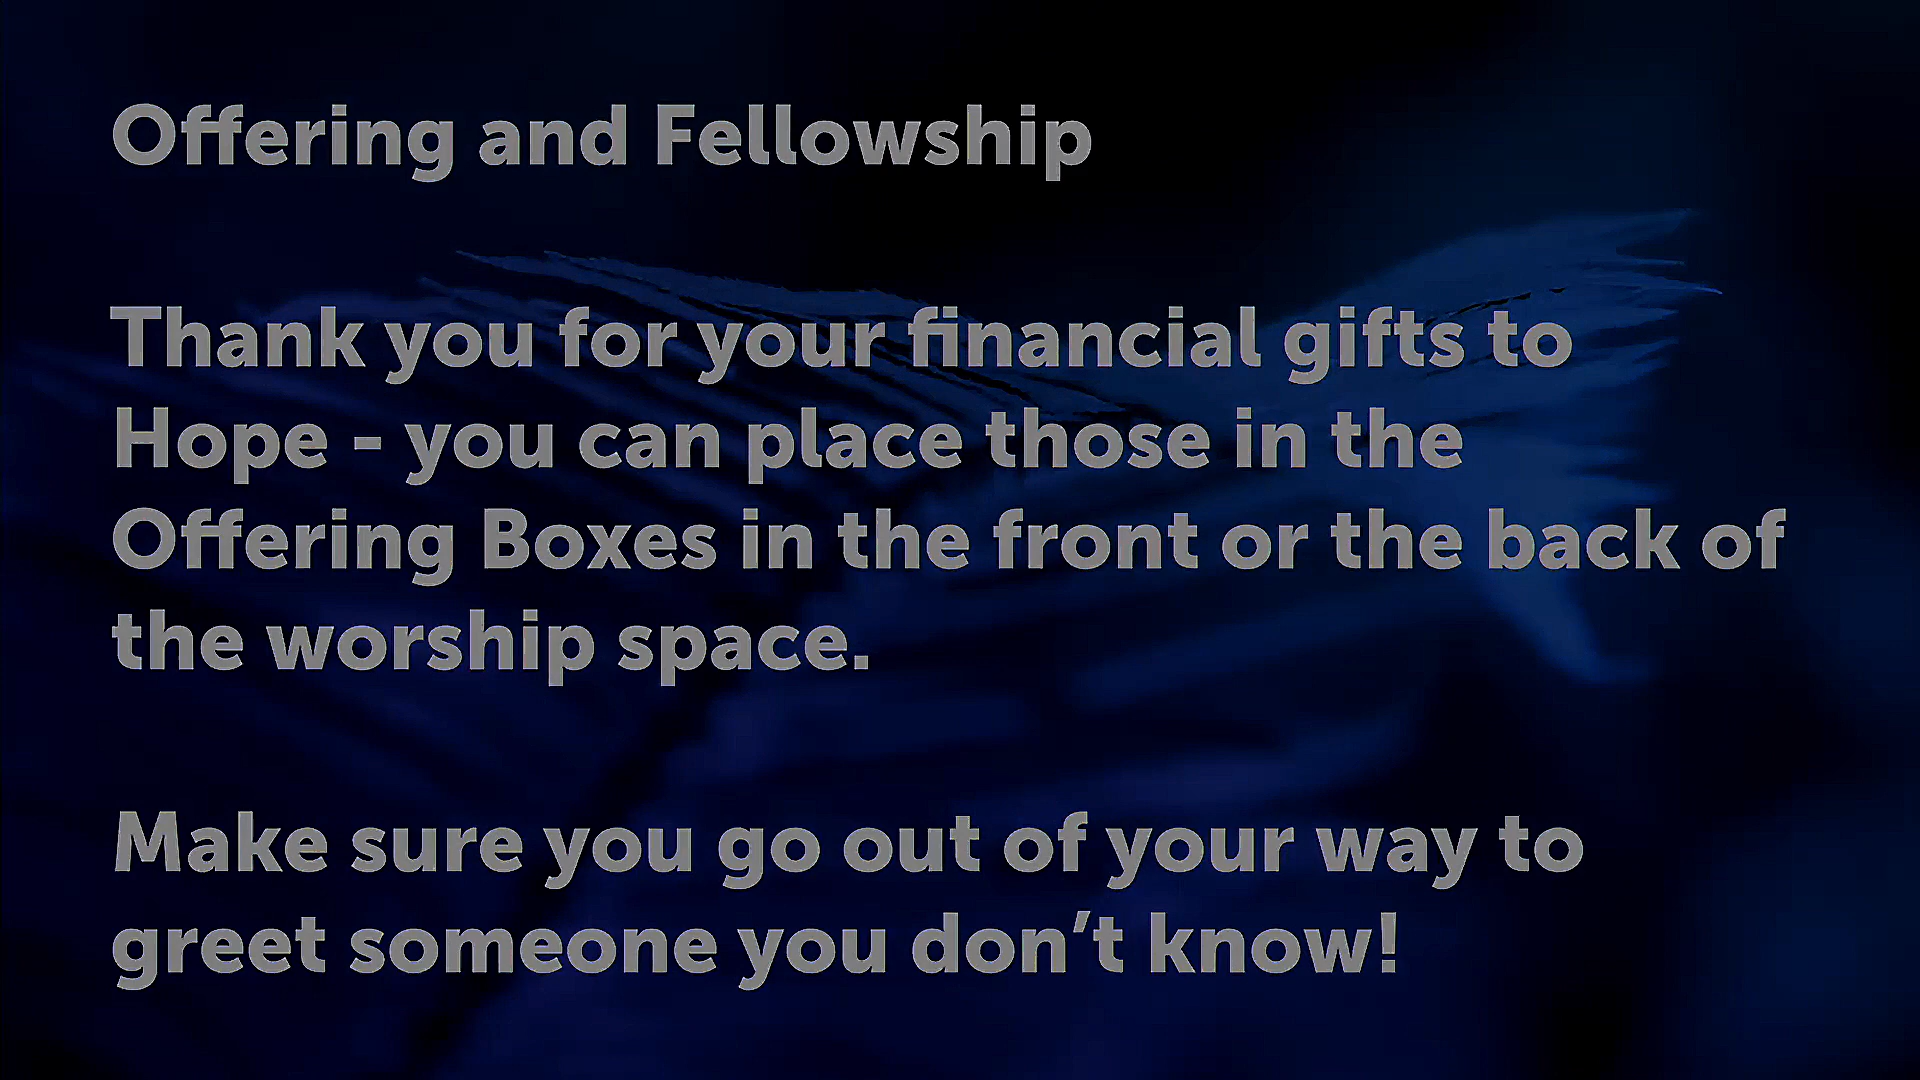 Offering and Fellowship
Thank you for your financial gifts to
Hope - you can place those in the
Offering Boxes in the front or the back of
the worship space.
Make sure you go out of your way to
greet someone you don’t know!